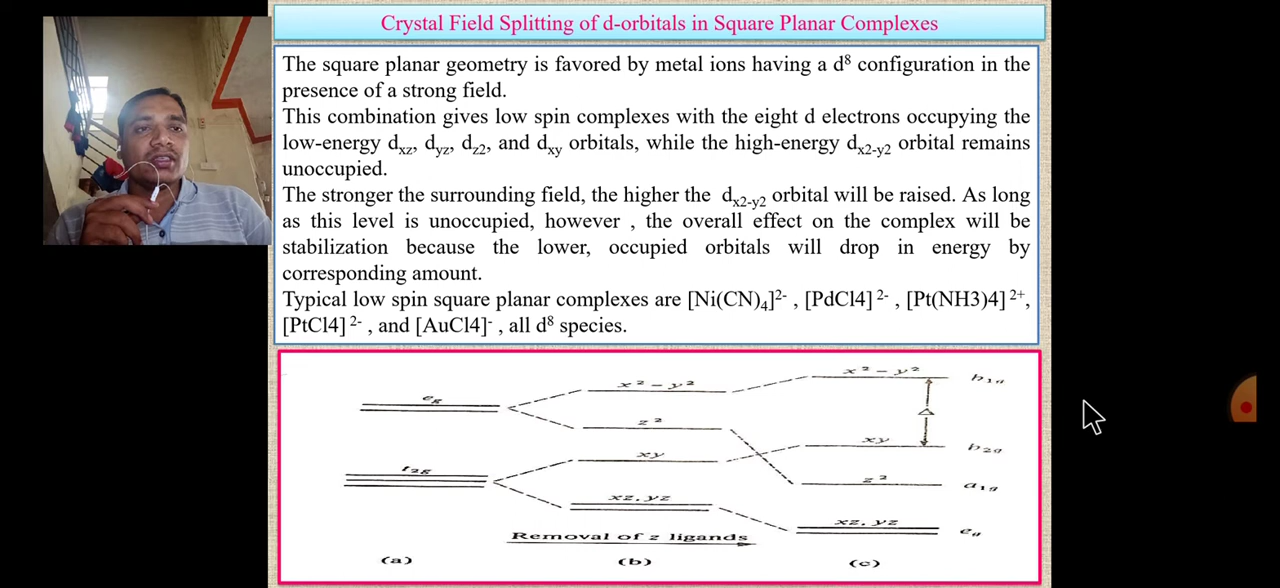 Crystal Field Splitting of d-orbitals in Square Planar Complexes
The square planar geometry is favored by metal ions having a d⁸ configuration in the
presence of a strong field.
This combination gives low spin complexes with the eight d electrons occupying the
low-energy dxz, dyz, dz2, and dxy orbitals, while the high-energy dx2-y2 orbital remains
unoccupied.
The stronger the surrounding field, the higher the dx2-y2 orbital will be raised. As long
as this level is unoccupied, however , the overall effect on the complex will be
stabilization because the lower, occupied orbitals will drop in energy by
corresponding amount.
Typical low spin square planar complexes are [Ni(CN)₄]²⁻ , [PdCl4] ²⁻ , [Pt(NH3)4] ²⁺,
[PtCl4] ²⁻ , and [AuCl4]⁻ , all d⁸ species.
x² – y²
b1g
x² – y²
eg
Δ
z²
xy
b2g
xy
t2g
z²
a1g
xz, yz
xz, yz
eg
Removal of z ligands
(a)
(b)
(c)